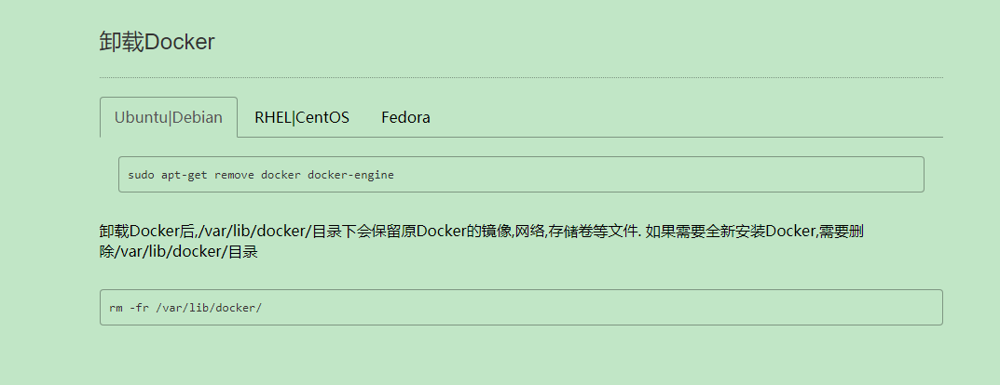 卸载Docker
Ubuntu|Debian RHEL|CentOS Fedora
sudo apt-get remove docker docker-engine
卸载Docker后,/var/lib/docker/目录下会保留原Docker的镜像,网络,存储卷等文件. 如果需要全新安装Docker,需要删
除/var/lib/docker/目录
rm -fr /var/lib/docker/